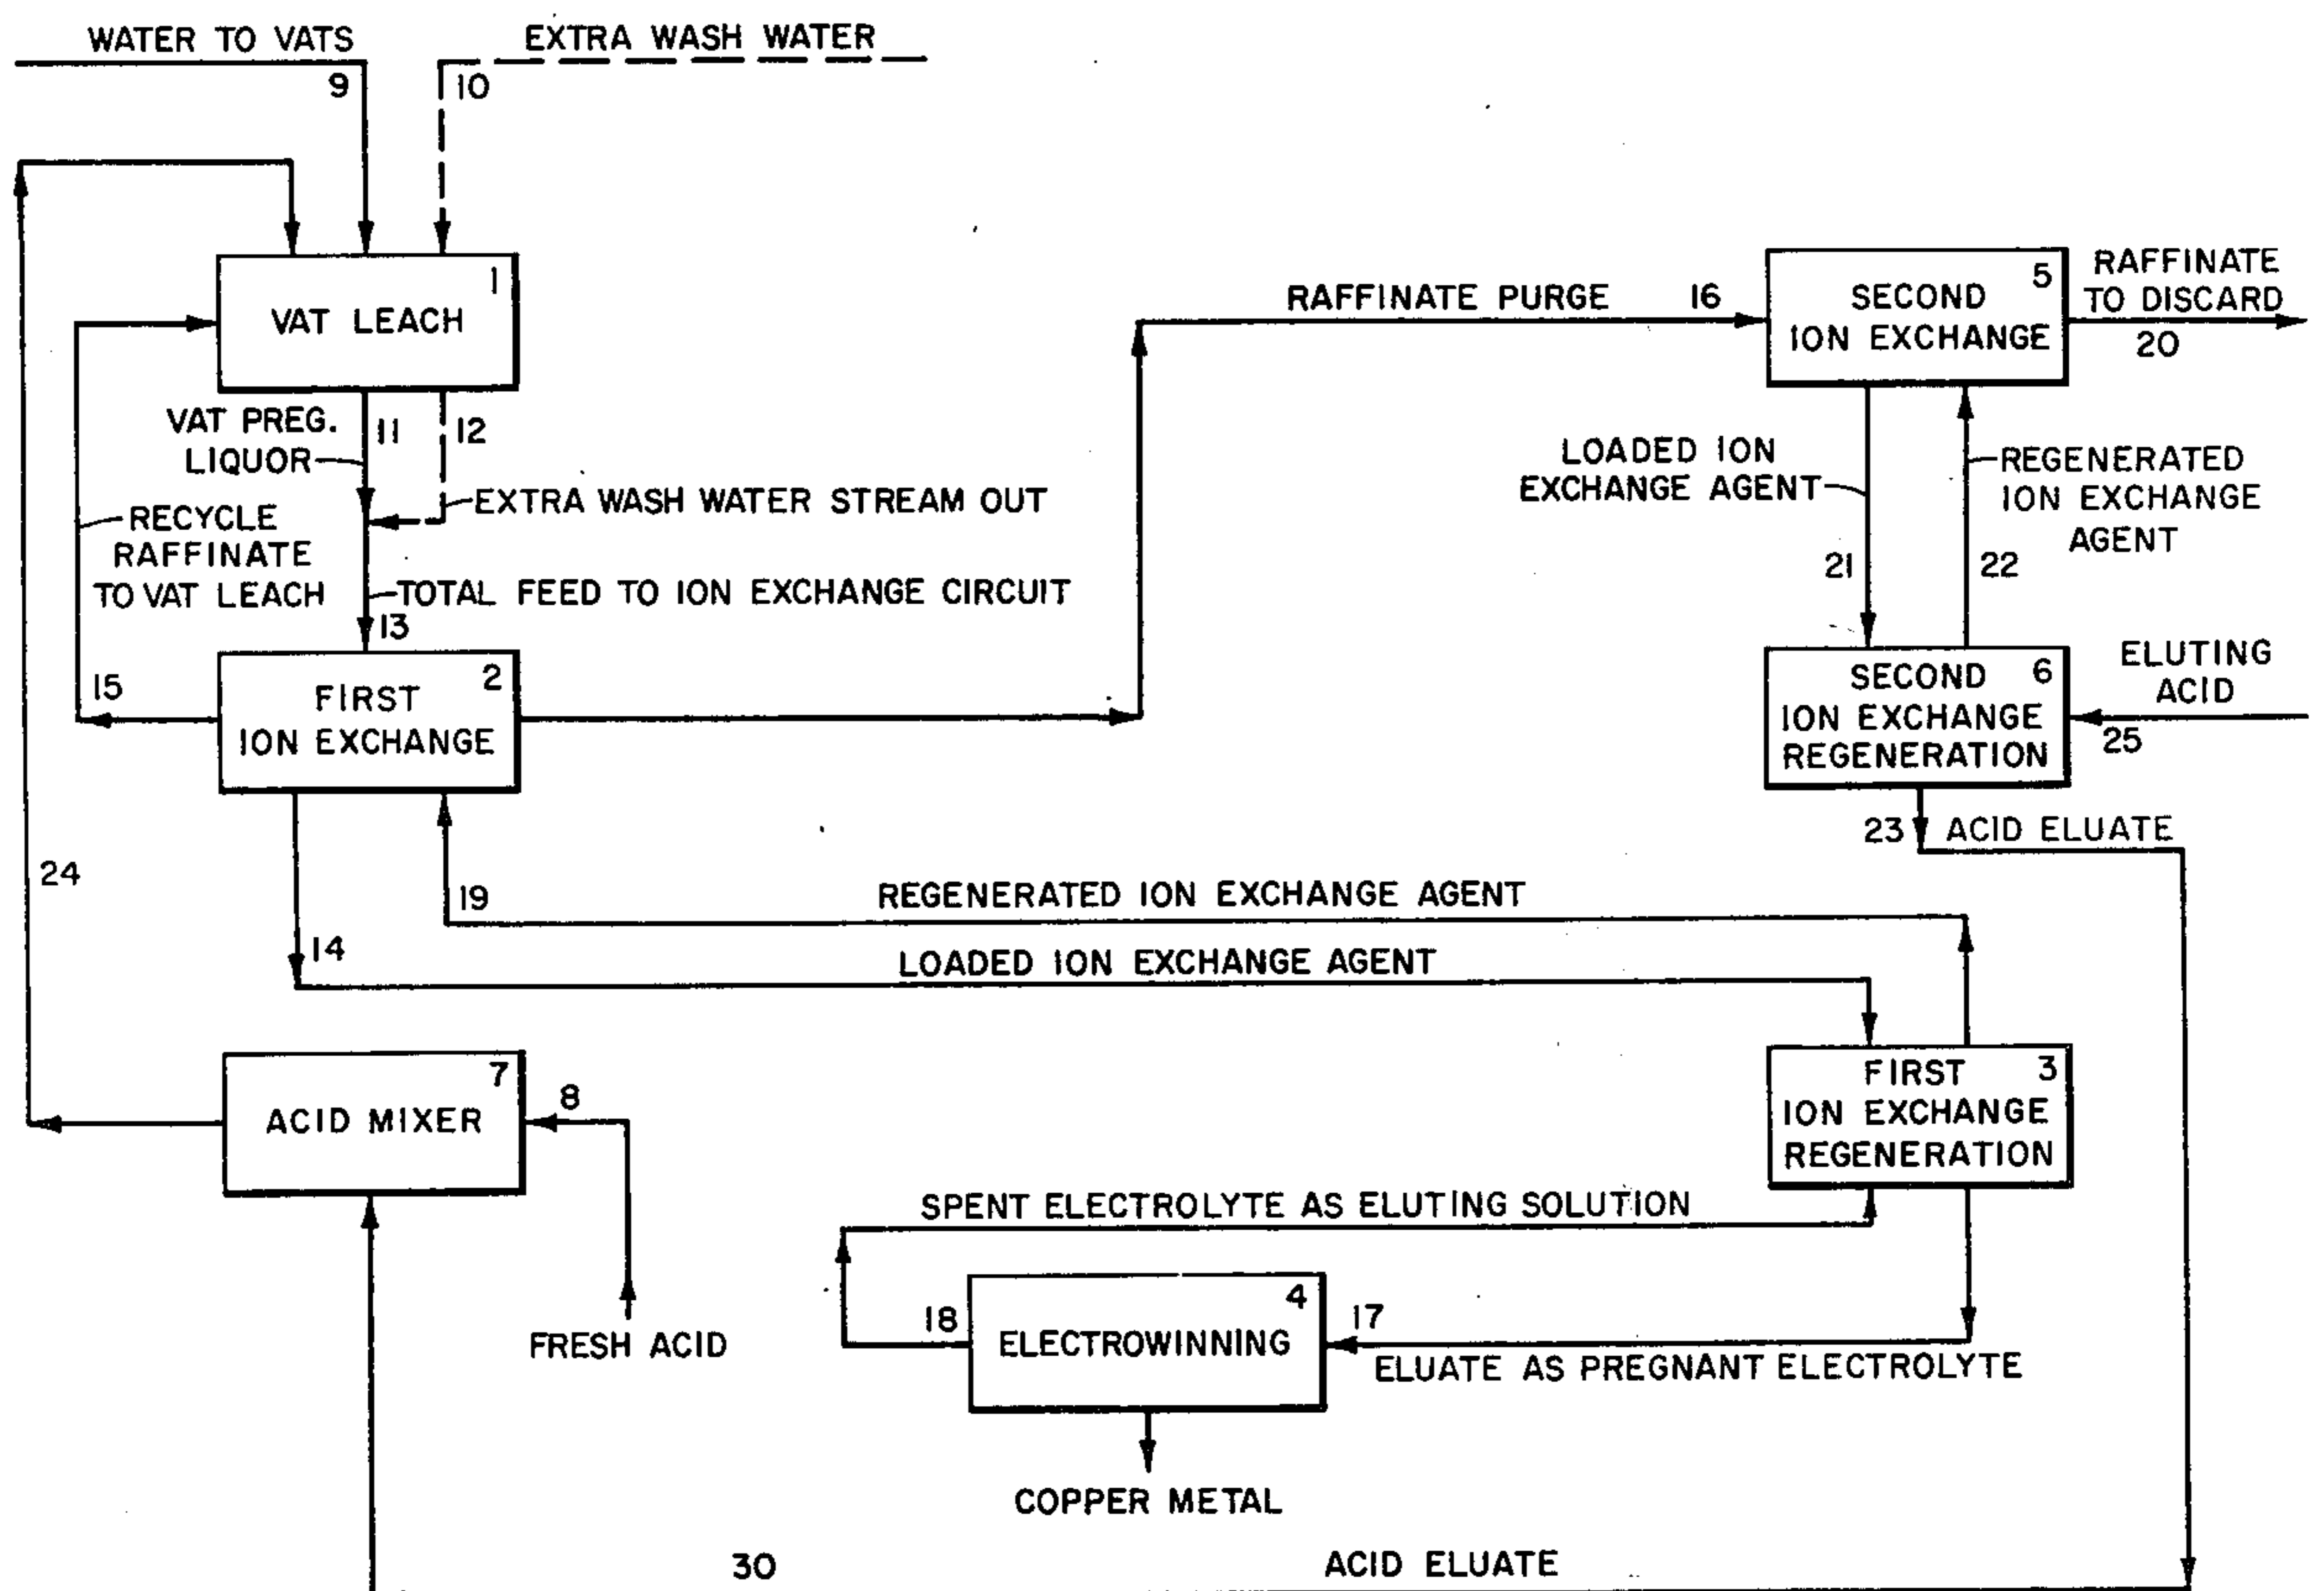 WATER TO VATS
EXTRA WASH WATER
9
10
1
VAT LEACH
RAFFINATE PURGE
16
5
SECOND
ION EXCHANGE
RAFFINATE
TO DISCARD
20
VAT PREG.
LIQUOR
11
12
EXTRA WASH WATER STREAM OUT
RECYCLE
RAFFINATE
TO VAT LEACH
TOTAL FEED TO ION EXCHANGE CIRCUIT
13
LOADED ION
EXCHANGE AGENT
REGENERATED
ION EXCHANGE
AGENT
21
22
15
2
FIRST
ION EXCHANGE
SECOND
6
ION EXCHANGE
REGENERATION
ELUTING
ACID
25
23
ACID ELUATE
24
19
REGENERATED ION EXCHANGE AGENT
14
LOADED ION EXCHANGE AGENT
7
ACID MIXER
8
FRESH ACID
FIRST
3
ION EXCHANGE
REGENERATION
SPENT ELECTROLYTE AS ELUTING SOLUTION
18
4
ELECTROWINNING
17
ELUATE AS PREGNANT ELECTROLYTE
COPPER METAL
30
ACID ELUATE